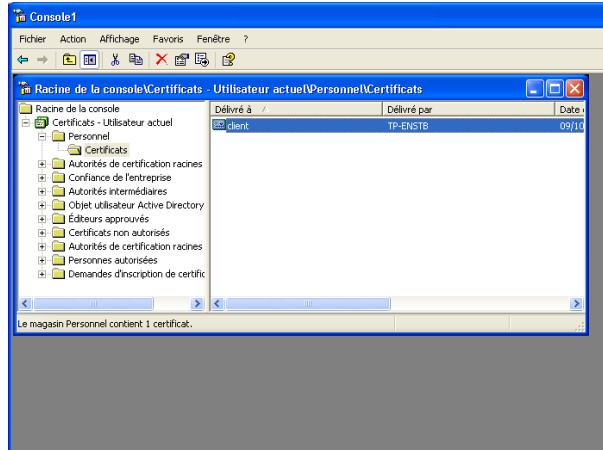 Console1
Fichier Action Affichage Favoris Fenêtre ?
Racine de la console\Certificats - Utilisateur actuel\Personnel\Certificats
Racine de la console
Certificats - Utilisateur actuel
Personnel
Certificats
Autorités de certification racines
Confiance de l'entreprise
Autorités intermédiaires
Objet utilisateur Active Directory
Éditeurs approuvés
Certificats non autorisés
Autorités de certification racines
Personnes autorisées
Demandes d'inscription de certific
Délivré à Délivré par Date
client TP-ENSTB 09/10
Le magasin Personnel contient 1 certificat.